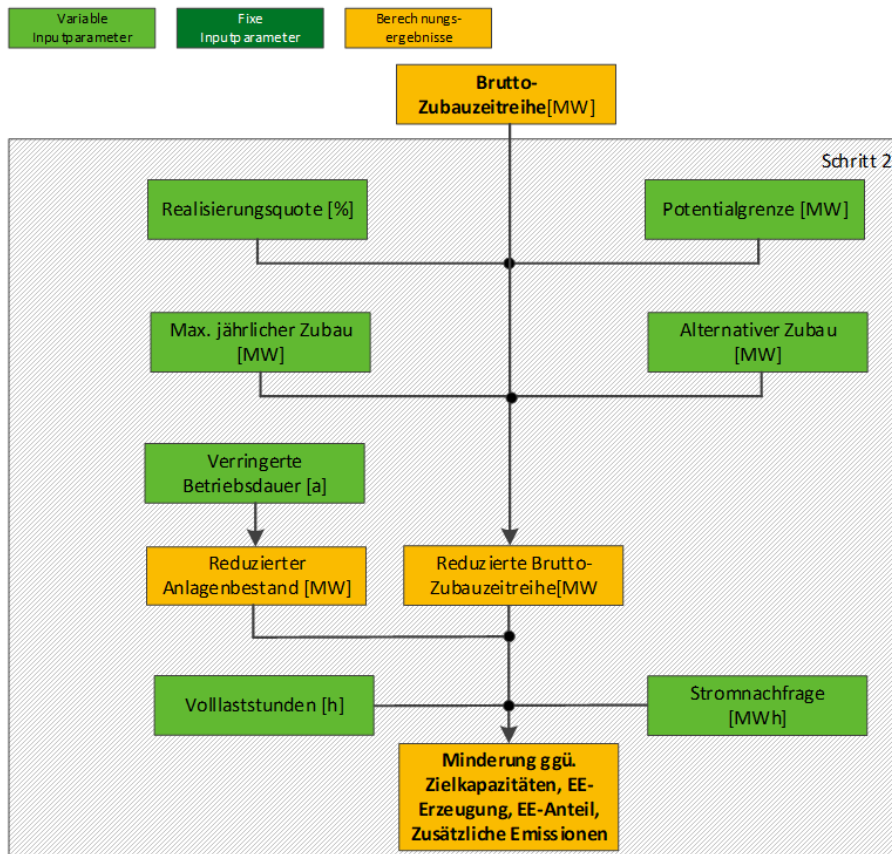 Variable
Inputparameter
Fixe
Inputparameter
Berechnungs-
ergebnisse
Brutto-
Zubauzeitreihe[MW]
Schritt 2
Realisierungsquote [%]
Potentialgrenze [MW]
Max. jährlicher Zubau
[MW]
Alternativer Zubau
[MW]
Verringerte
Betriebsdauer [a]
Reduzierter
Anlagenbestand [MW]
Reduzierte Brutto-
Zubauzeitreihe[MW
Volllaststunden [h]
Stromnachfrage
[MWh]
Minderung ggü.
Zielkapazitäten, EE-
Erzeugung, EE-Anteil,
Zusätzliche Emissionen